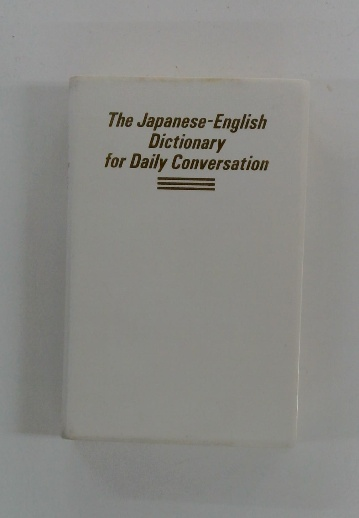 The Japanese-English
Dictionary
for Daily Conversation